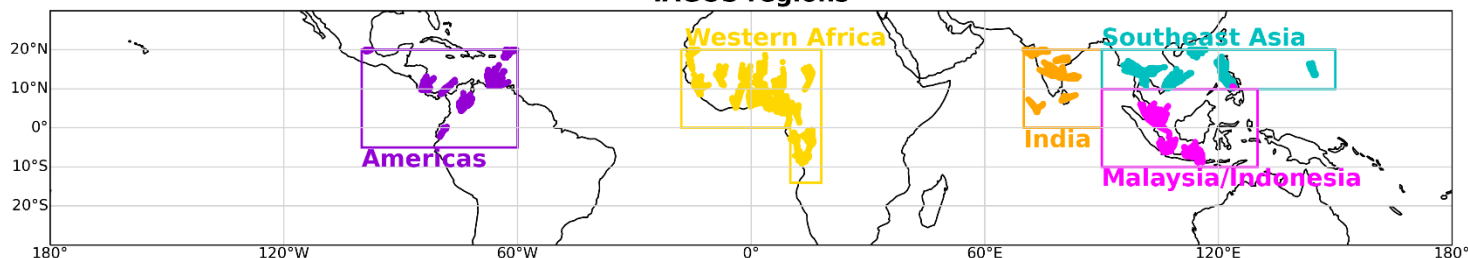 Western Africa
Southeast Asia
20°N
10°N
0°
India
Americas
10°S
Malaysia/Indonesia
20°S
180° 120°W 60°W 0° 60°E 120°E 180°